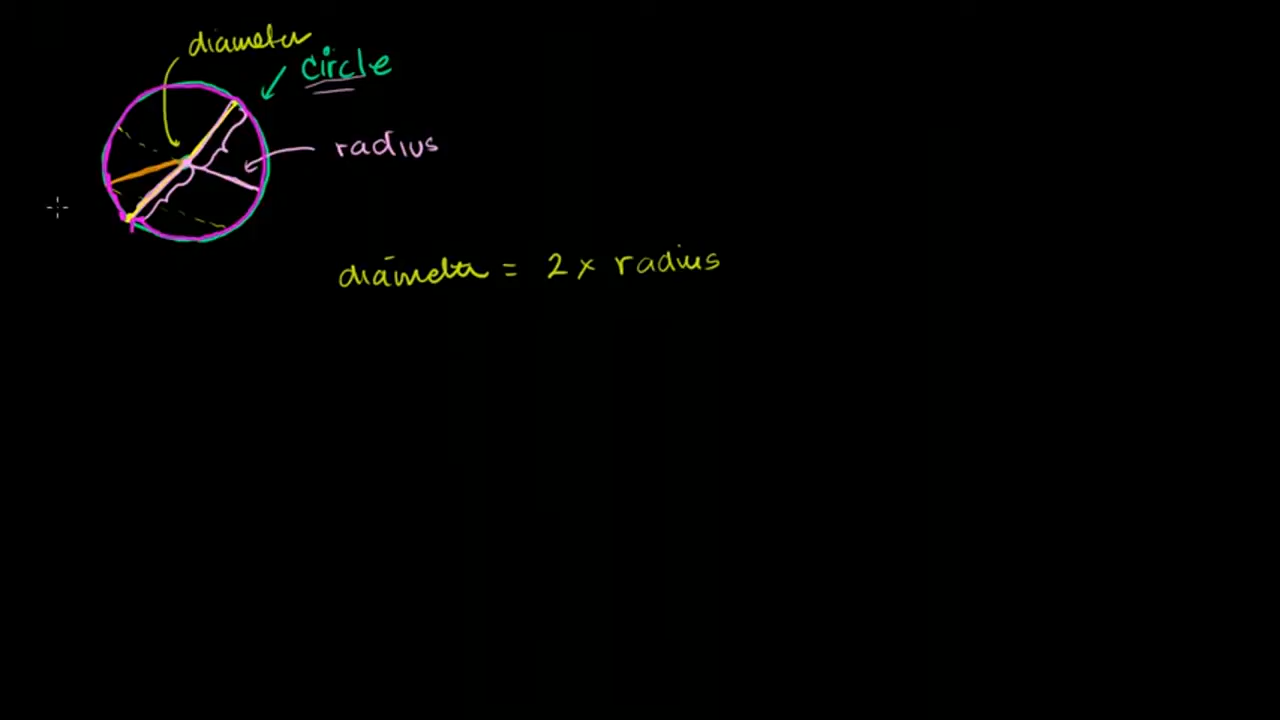 diameter
circle
radius
diameter = 2 × radius